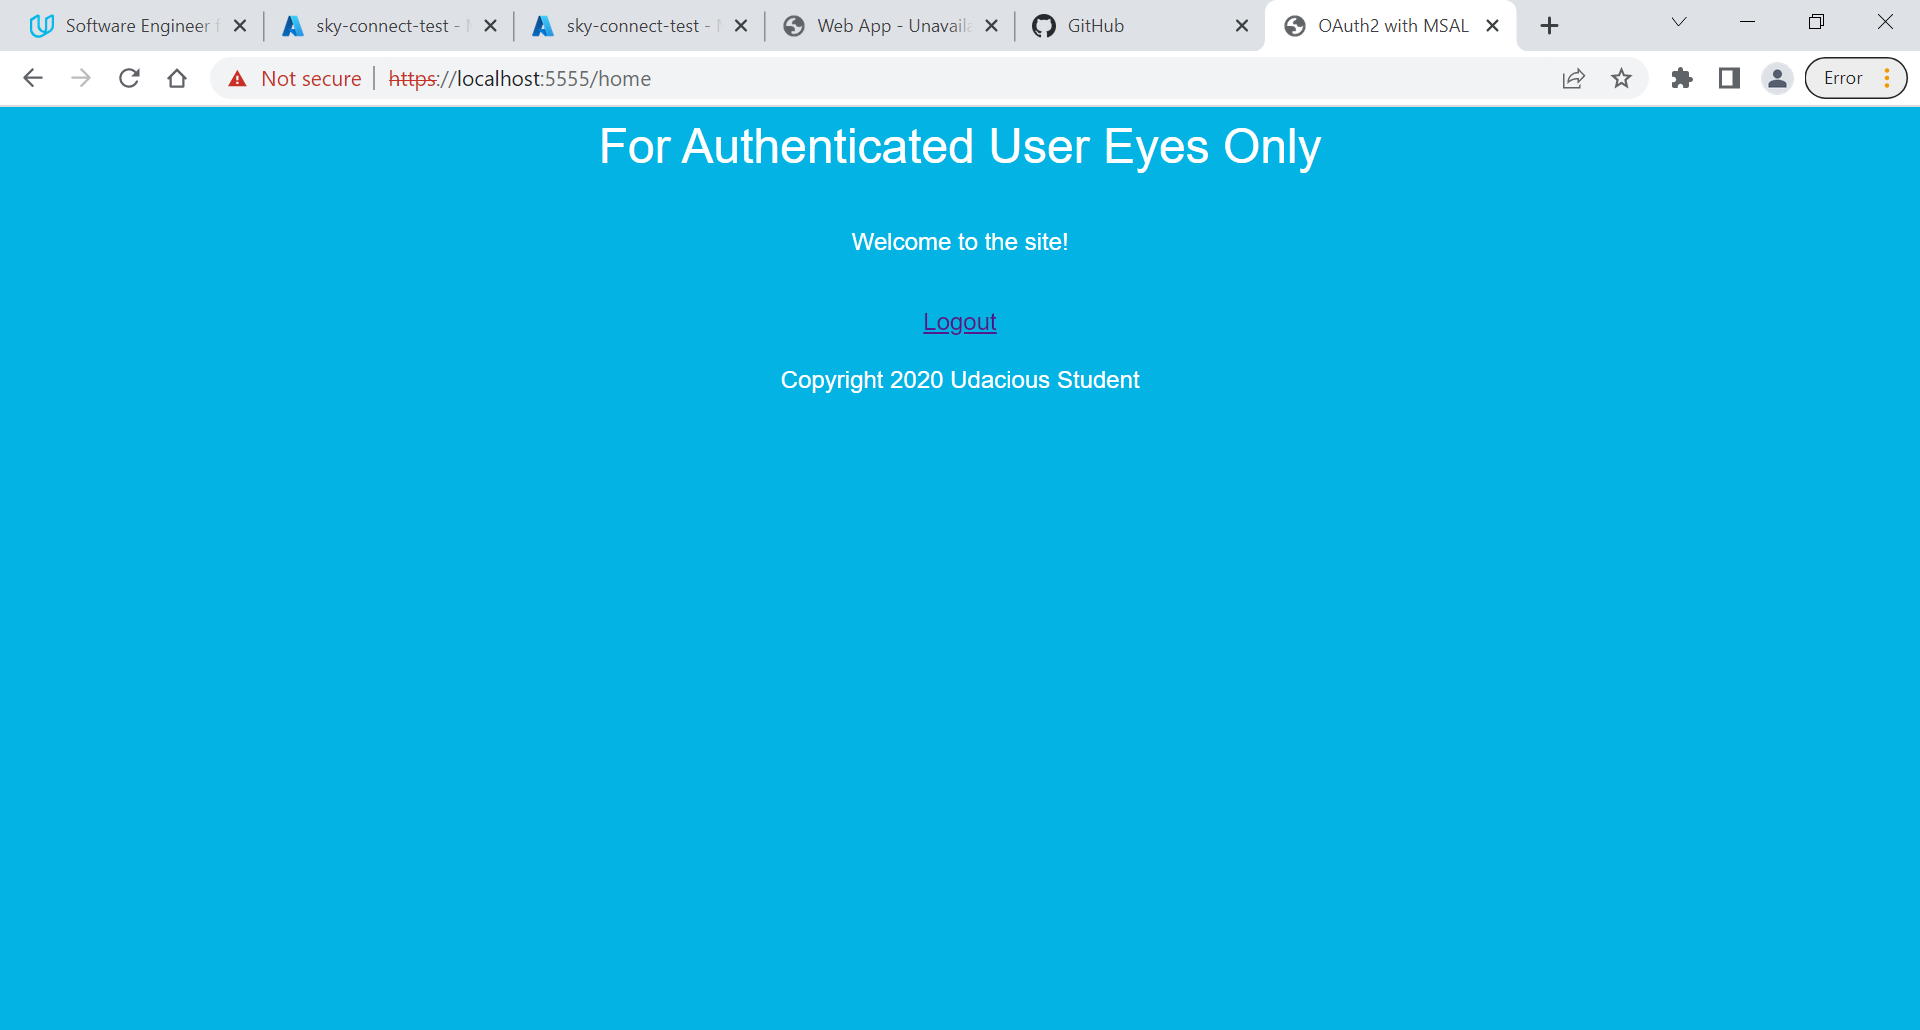 Software Engineer f
sky-connect-test -
sky-connect-test -
Web App - Unavaila
GitHub
OAuth2 with MSAL
Not secure
https://localhost:5555/home
Error
For Authenticated User Eyes Only
Welcome to the site!
Logout
Copyright 2020 Udacious Student